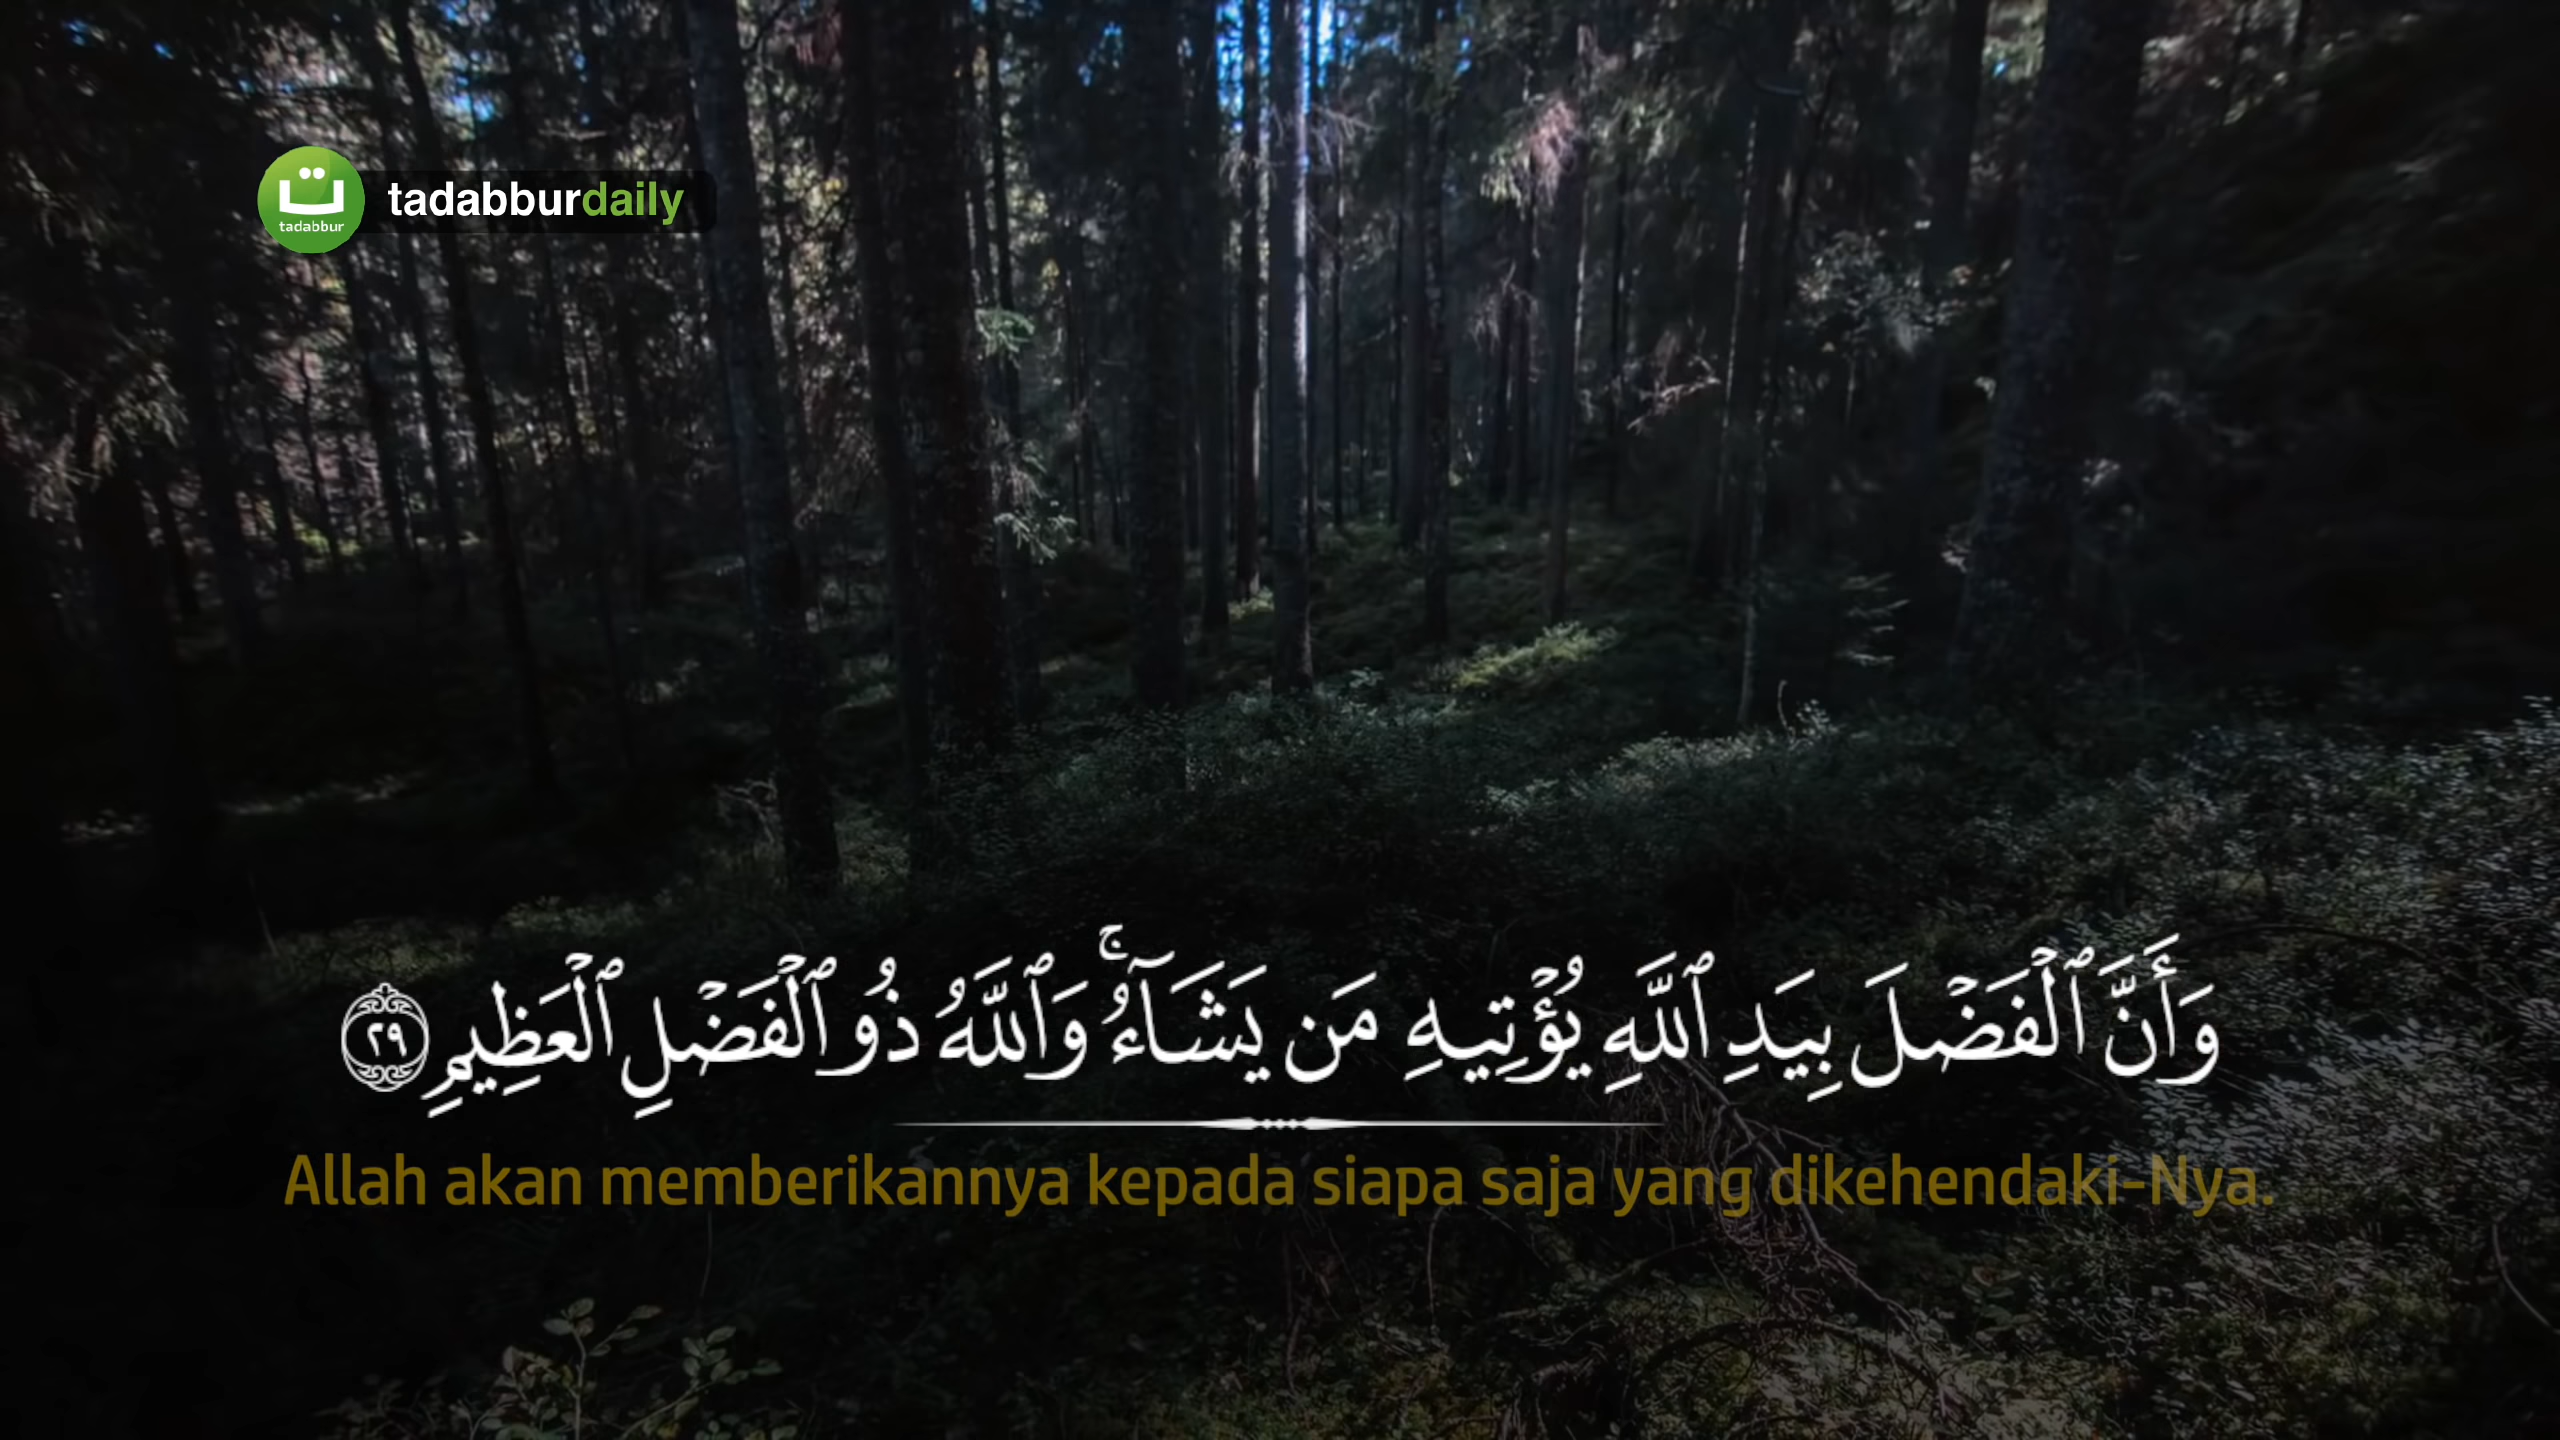 tadabbur
tadabburdaily
وَأَنَّ ٱلْفَضْلَ بِيَدِ ٱللَّهِ يُؤْتِيهِ مَن يَشَآءُ ۚ وَٱللَّهُ ذُو ٱلْفَضْلِ ٱلْعَظِيمِ ٢٩
Allah akan memberikannya kepada siapa saja yang dikehendaki-Nya.